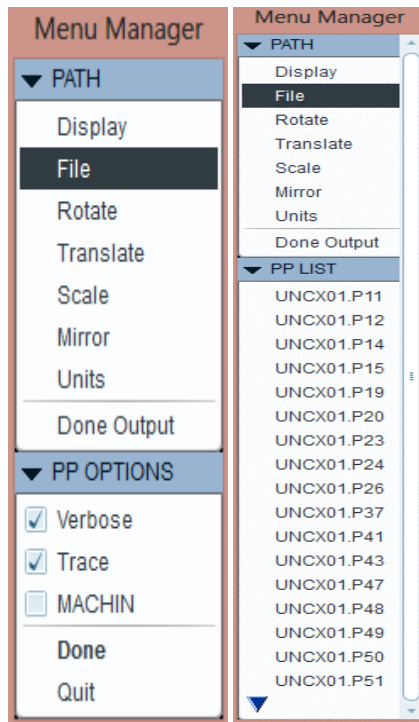 Menu Manager
PATH
Display
File
Rotate
Translate
Scale
Mirror
Units
Done Output
PP OPTIONS
Verbose
Trace
MACHIN
Done
Quit
Menu Manager
PATH
Display
File
Rotate
Translate
Scale
Mirror
Units
Done Output
PP LIST
UNCX01.P11
UNCX01.P12
UNCX01.P14
UNCX01.P15
UNCX01.P19
UNCX01.P20
UNCX01.P23
UNCX01.P24
UNCX01.P26
UNCX01.P37
UNCX01.P41
UNCX01.P43
UNCX01.P47
UNCX01.P48
UNCX01.P49
UNCX01.P50
UNCX01.P51